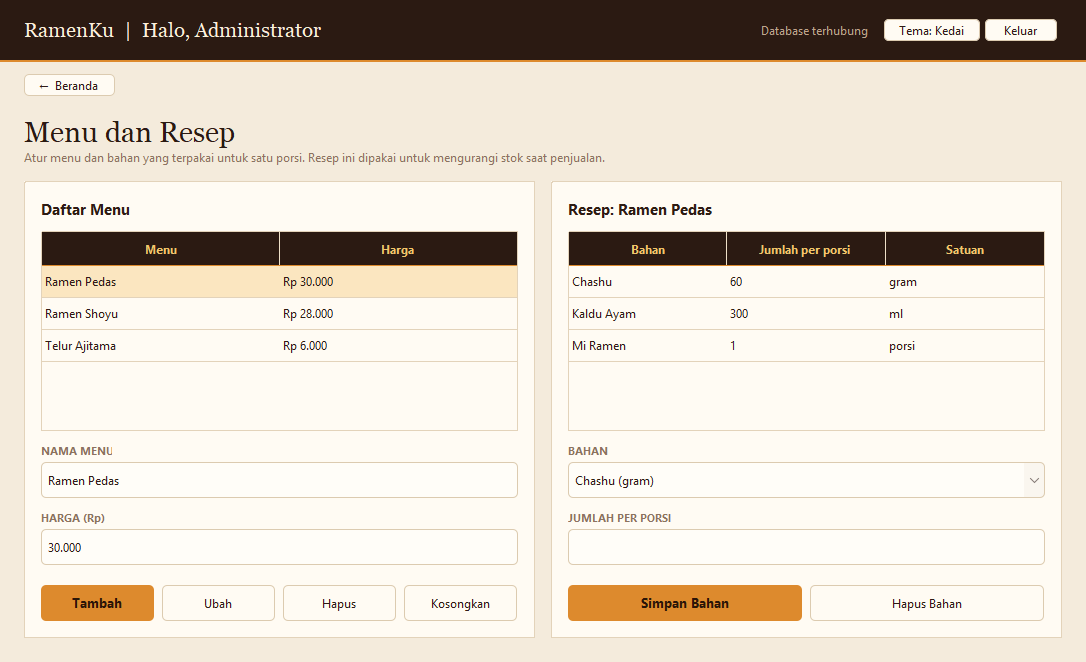 RamenKu | Halo, Administrator
Database terhubung
Tema: Kedai
Keluar
← Beranda
Menu dan Resep
Atur menu dan bahan yang terpakai untuk satu porsi. Resep ini dipakai untuk mengurangi stok saat penjualan.
Daftar Menu
Menu Harga
Ramen Pedas Rp 30.000
Ramen Shoyu Rp 28.000
Telur Ajitama Rp 6.000
NAMA MENU
Ramen Pedas
HARGA (Rp)
30.000
Tambah Ubah Hapus Kosongkan
Resep: Ramen Pedas
Bahan Jumlah per porsi Satuan
Chashu 60 gram
Kaldu Ayam 300 ml
Mi Ramen 1 porsi
BAHAN
Chashu (gram)
JUMLAH PER PORSI
Simpan Bahan Hapus Bahan